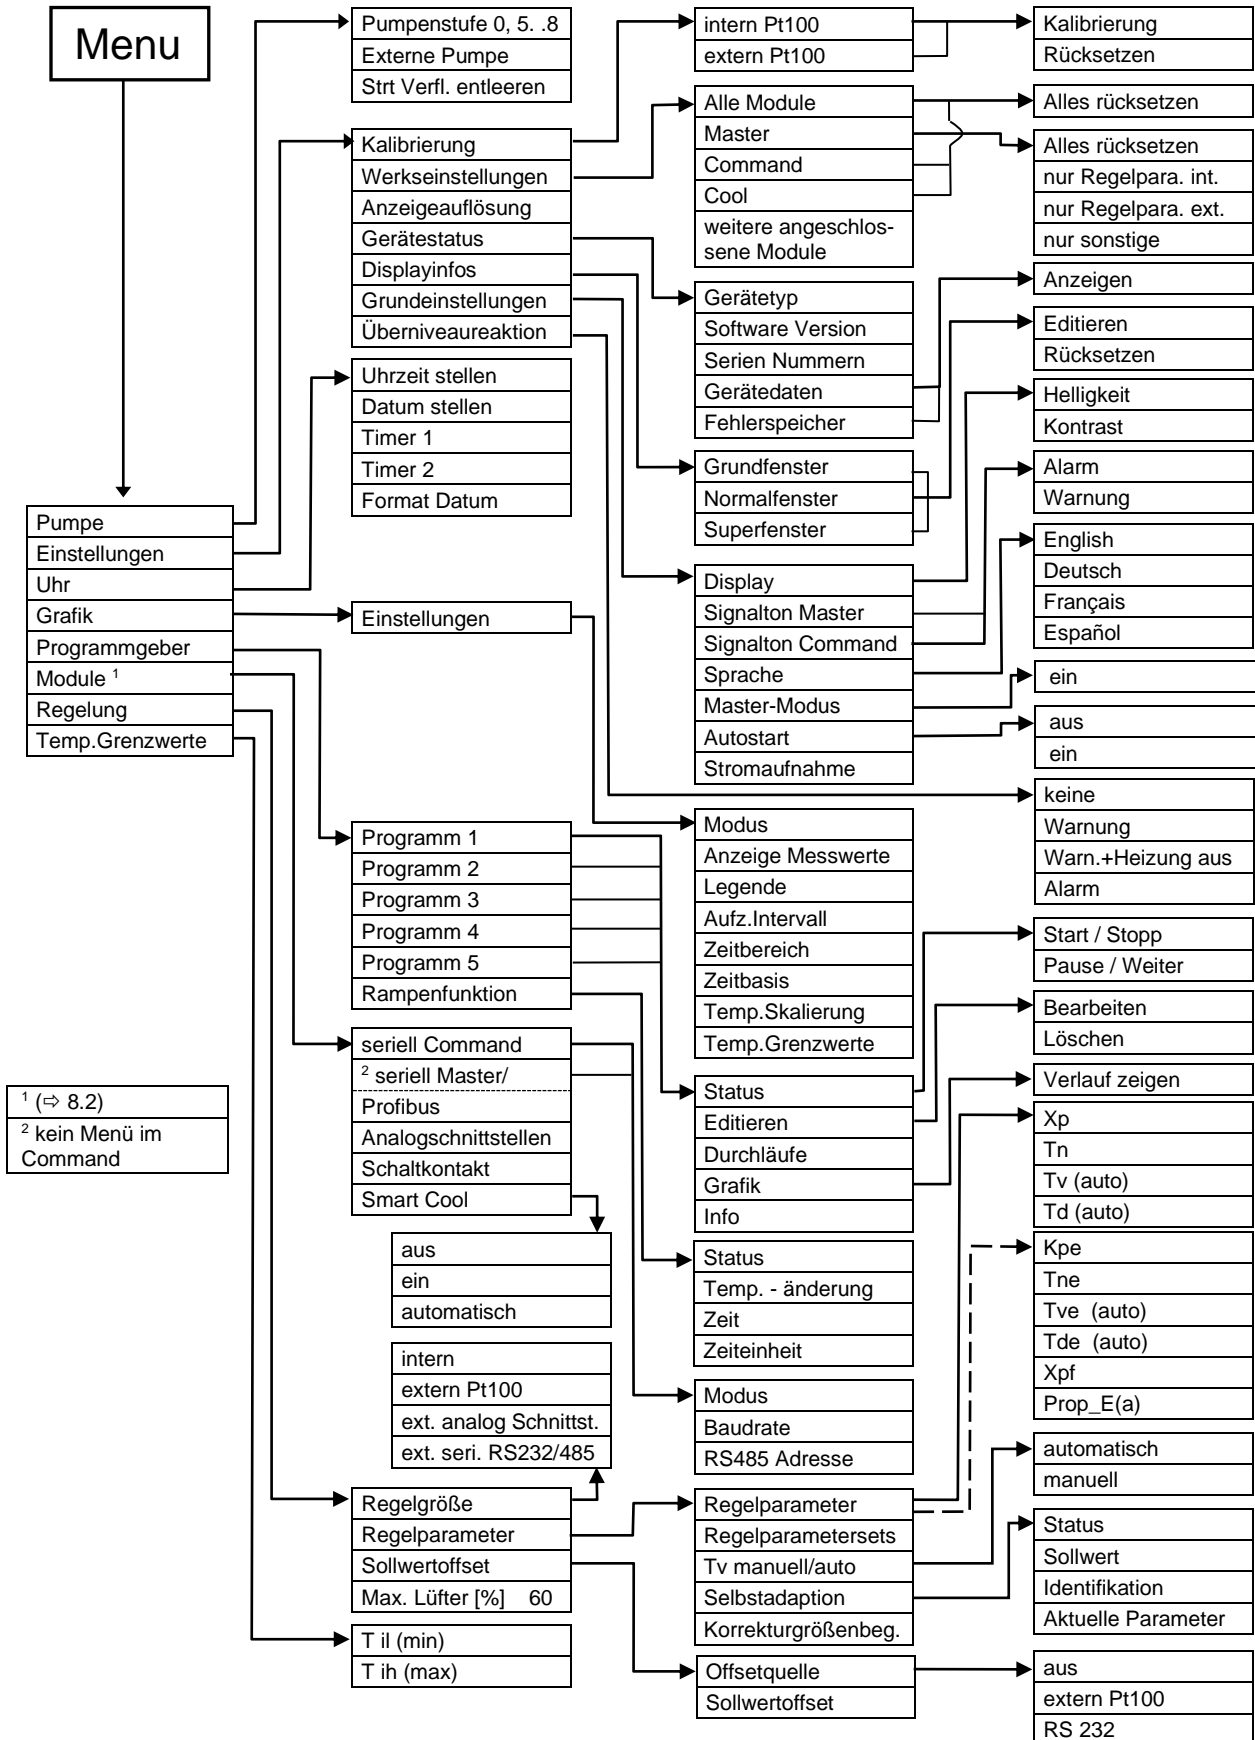 Menu
Pumpe
Einstellungen
Uhr
Grafik
Programmgeber
Module ¹
Regelung
Temp.Grenzwerte
¹ (⇨ 8.2)
² kein Menü im
Command
Pumpenstufe 0, 5. .8
Externe Pumpe
Strt Verfl. entleeren
Kalibrierung
Werkseinstellungen
Anzeigeauflösung
Gerätestatus
Displayinfos
Grundeinstellungen
Überniveaureaktion
Uhrzeit stellen
Datum stellen
Timer 1
Timer 2
Format Datum
Einstellungen
Programm 1
Programm 2
Programm 3
Programm 4
Programm 5
Rampenfunktion
seriell Command
² seriell Master/
Profibus
Analogschnittstellen
Schaltkontakt
Smart Cool
aus
ein
automatisch
intern
extern Pt100
ext. analog Schnittst.
ext. seri. RS232/485
Regelgröße
Regelparameter
Sollwertoffset
Max. Lüfter [%] 60
T il (min)
T ih (max)
intern Pt100
extern Pt100
Alle Module
Master
Command
Cool
weitere angeschlos-
sene Module
Gerätetyp
Software Version
Serien Nummern
Gerätedaten
Fehlerspeicher
Grundfenster
Normalfenster
Superfenster
Display
Signalton Master
Signalton Command
Sprache
Master-Modus
Autostart
Stromaufnahme
Modus
Anzeige Messwerte
Legende
Aufz.Intervall
Zeitbereich
Zeitbasis
Temp.Skalierung
Temp.Grenzwerte
Status
Editieren
Durchläufe
Grafik
Info
Status
Temp. - änderung
Zeit
Zeiteinheit
Modus
Baudrate
RS485 Adresse
Regelparameter
Regelparametersets
Tv manuell/auto
Selbstadaption
Korrekturgrößenbeg.
Offsetquelle
Sollwertoffset
Kalibrierung
Rücksetzen
Alles rücksetzen
Alles rücksetzen
nur Regelpara. int.
nur Regelpara. ext.
nur sonstige
Anzeigen
Editieren
Rücksetzen
Helligkeit
Kontrast
Alarm
Warnung
English
Deutsch
Français
Español
ein
aus
ein
keine
Warnung
Warn.+Heizung aus
Alarm
Start / Stopp
Pause / Weiter
Bearbeiten
Löschen
Verlauf zeigen
Xp
Tn
Tv (auto)
Td (auto)
Kpe
Tne
Tve (auto)
Tde (auto)
Xpf
Prop_E(a)
automatisch
manuell
Status
Sollwert
Identifikation
Aktuelle Parameter
aus
extern Pt100
RS 232